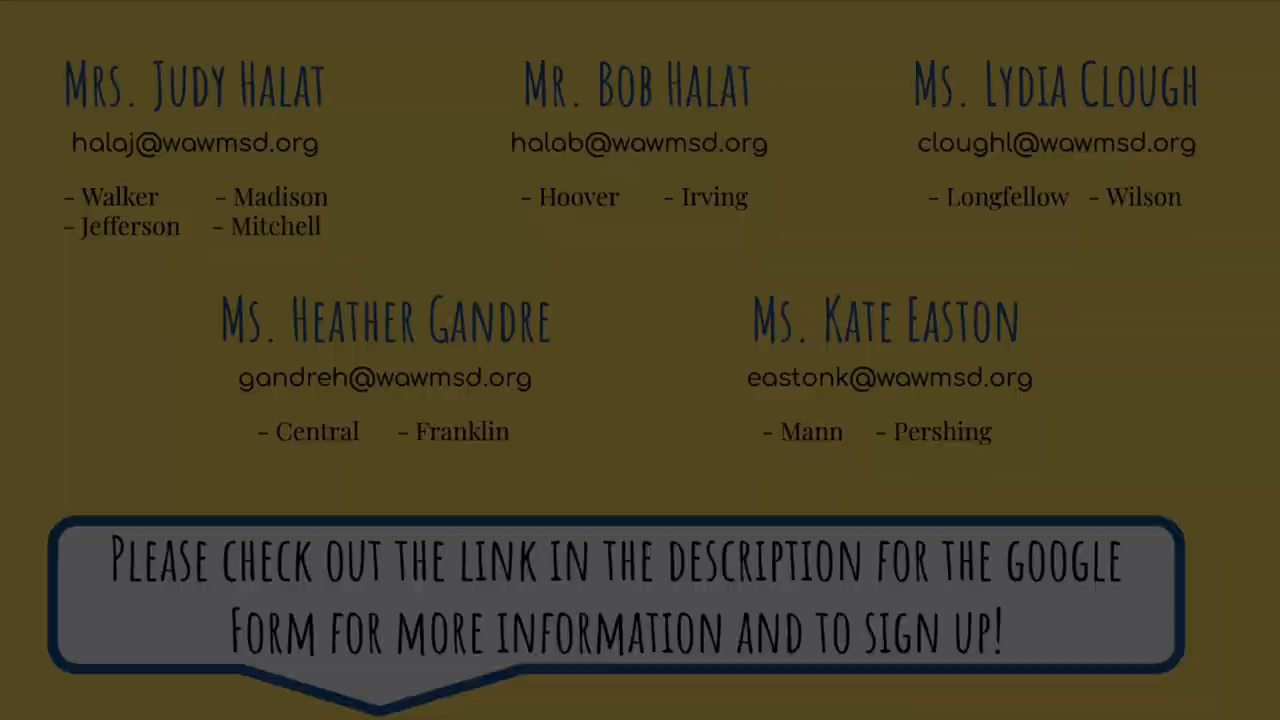 Mrs. Judy Halat
halaj@wawmsd.org
- Walker - Madison
- Jefferson - Mitchell
Mr. Bob Halat
halab@wawmsd.org
- Hoover - Irving
Ms. Lydia Clough
cloughl@wawmsd.org
- Longfellow - Wilson
Ms. Heather Gandre
gandreh@wawmsd.org
- Central - Franklin
Ms. Kate Easton
eastonk@wawmsd.org
- Mann - Pershing
Please check out the link in the description for the google
Form for more information and to sign up!